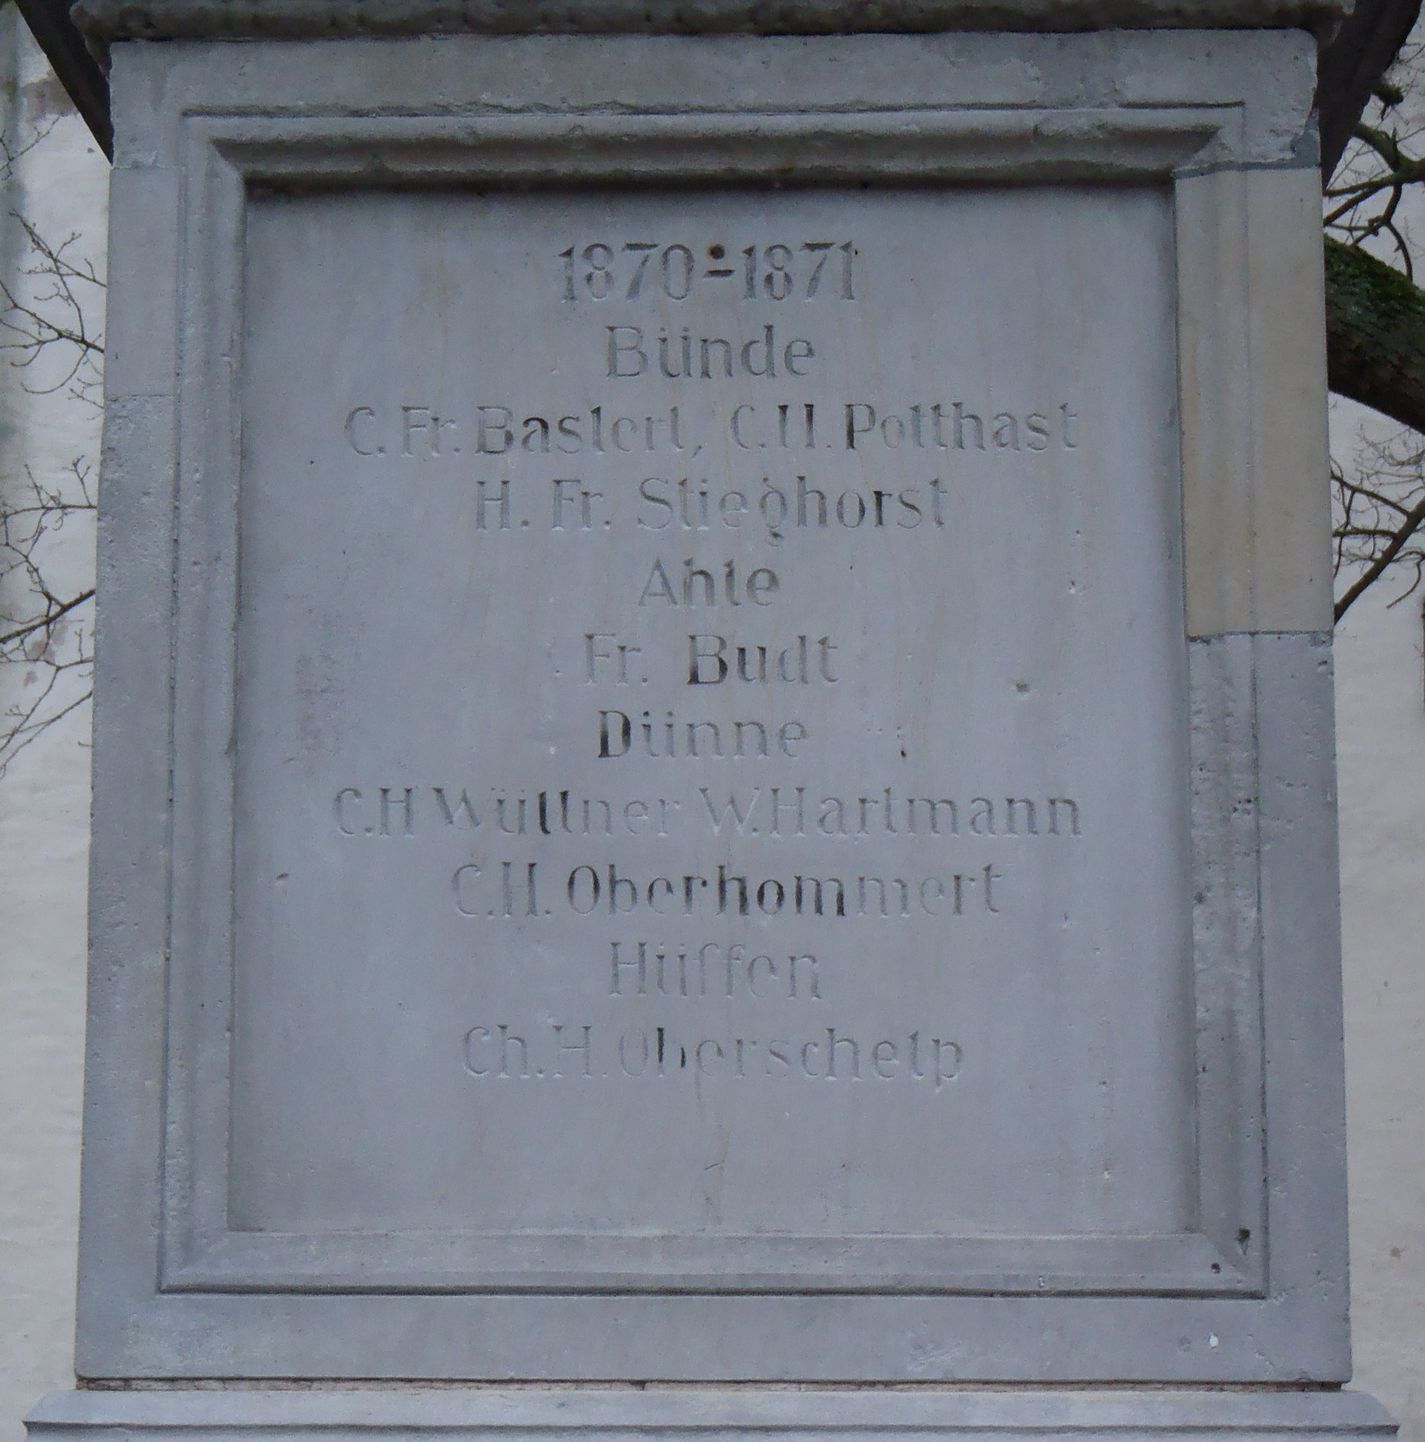 1870-1871
Bünde
C. Fr. Baslert, C.H. Potthast
H. Fr. Stieghorst
Ahle
Fr. Budt
Dünne
C.H Wüllner W.Hartmann
C.H. Oberhommert
Hüffen
Ch.H. Oberschelp